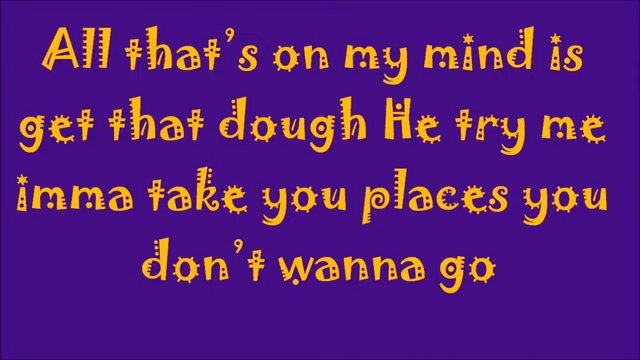 All that's on my mind is
get that dough He try me
imma take you places you
don't wanna go